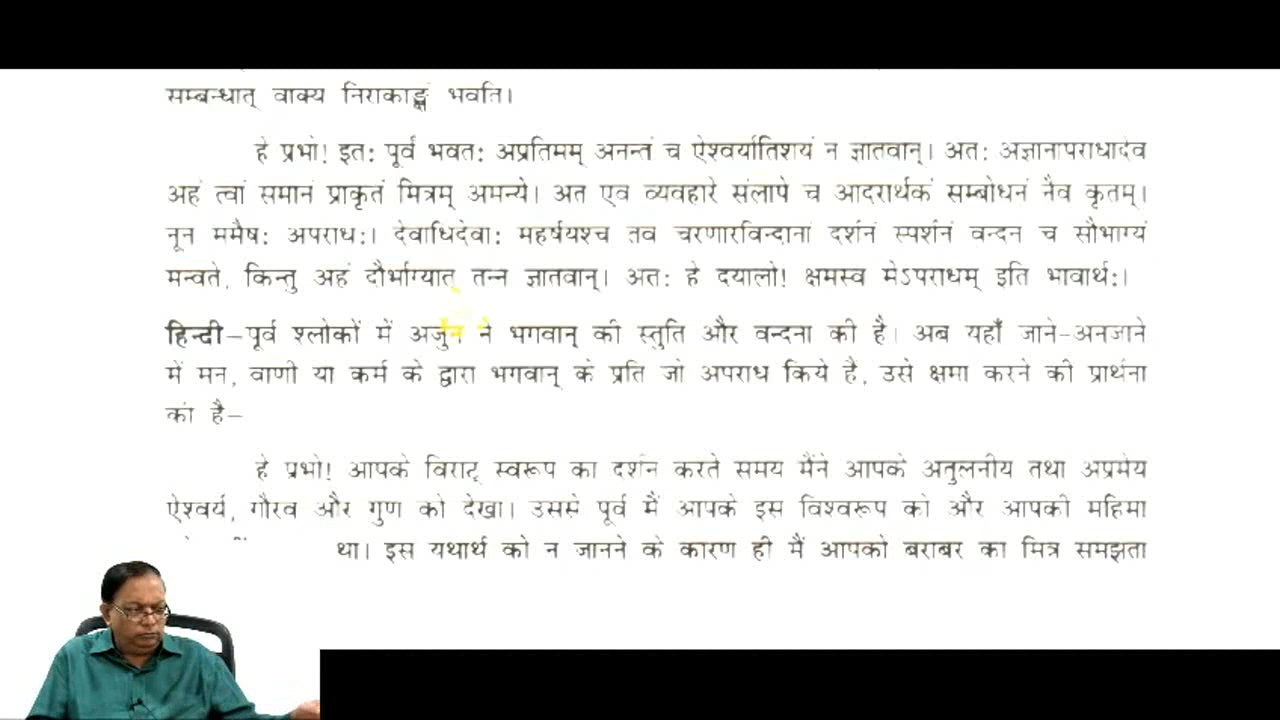 सम्बन्धात् वाक्य निराकाङ्क्षं भवति।
हे प्रभो! इतः पूर्वं भवतः अप्रतिमम् अनन्तं च ऐश्वर्यातिशयं न ज्ञातवान्। अतः अज्ञानापराधादेव
अहं त्वां समानं प्राकृतं मित्रम् अमन्ये। अत एव व्यवहारे संलापे च आदरार्थकं सम्बोधनं नैव कृतम्।
नून ममैषः अपराधः। देवाधिदेवाः महर्षयश्च तव चरणारविन्दानां दर्शनं स्पर्शनं वन्दन च सौभाग्यं
मन्वते, किन्तु अहं दौर्भाग्यात् तन्न ज्ञातवान्। अतः हे दयालो! क्षमस्व मेऽपराधम् इति भावार्थः।
हिन्दी–पूर्व श्लोकों में अर्जुन ने भगवान् की स्तुति और वन्दना की है। अब यहाँ जाने-अनजाने
में मन, वाणी या कर्म के द्वारा भगवान् के प्रति जो अपराध किये है, उसे क्षमा करने की प्रार्थना
की है–
हे प्रभो! आपके विराट् स्वरूप का दर्शन करते समय मैंने आपके अतुलनीय तथा अप्रमेय
ऐश्वर्य, गौरव और गुण को देखा। उससे पूर्व मैं आपके इस विश्वरूप को और आपकी महिमा
था। इस यथार्थ को न जानने के कारण ही मैं आपको बराबर का मित्र समझता